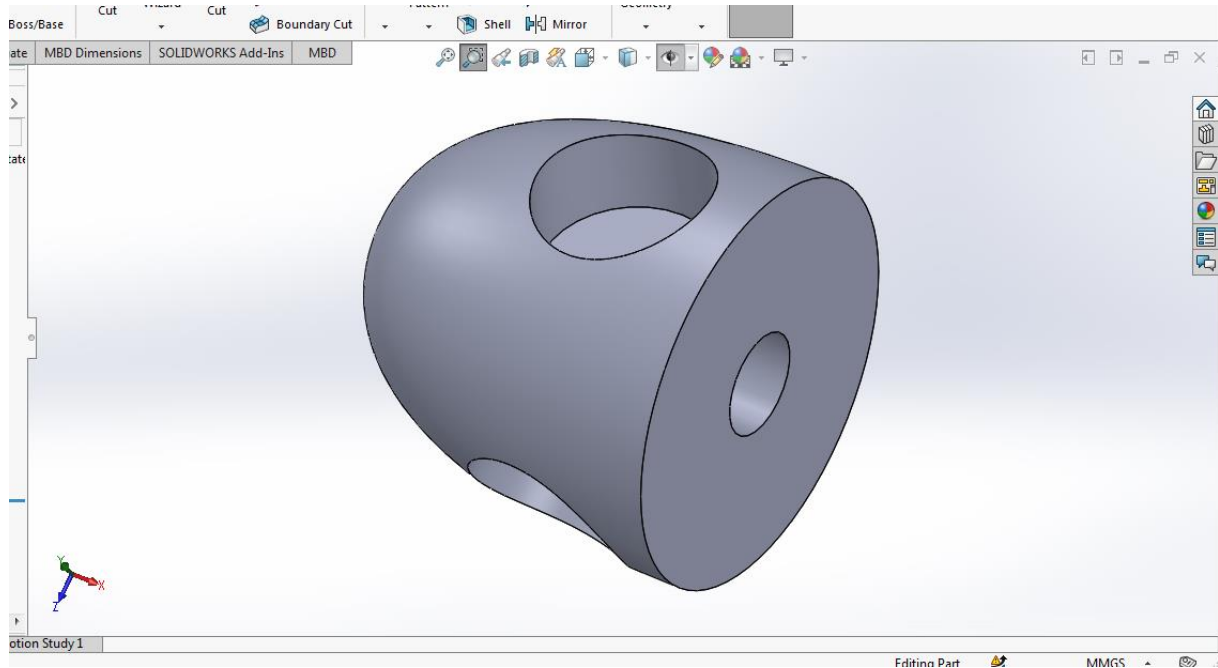 Cut
Cut
Boss/Base
Boundary Cut
Shell
Mirror
MBD Dimensions
SOLIDWORKS Add-Ins
MBD
Y
X
Z
Editing Part
MMGS